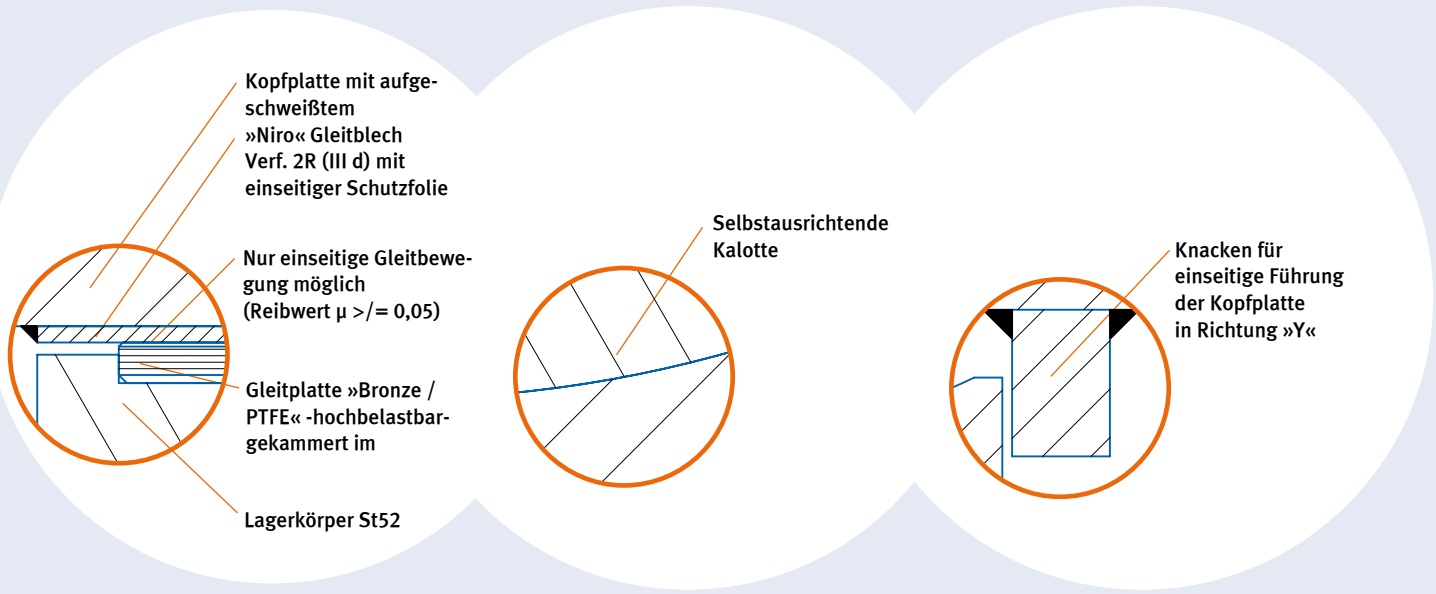 Kopfplatte mit aufge-
schweißtem
»Niro« Gleitblech
Verf. 2R (III d) mit
einseitiger Schutzfolie
Nur einseitige Gleitbewe-
gung möglich
(Reibwert µ >/= 0,05)
Gleitplatte »Bronze /
PTFE« -hochbelastbar-
gekammert im
Lagerkörper St52
Selbstausrichtende
Kalotte
Knacken für
einseitige Führung
der Kopfplatte
in Richtung »Y«